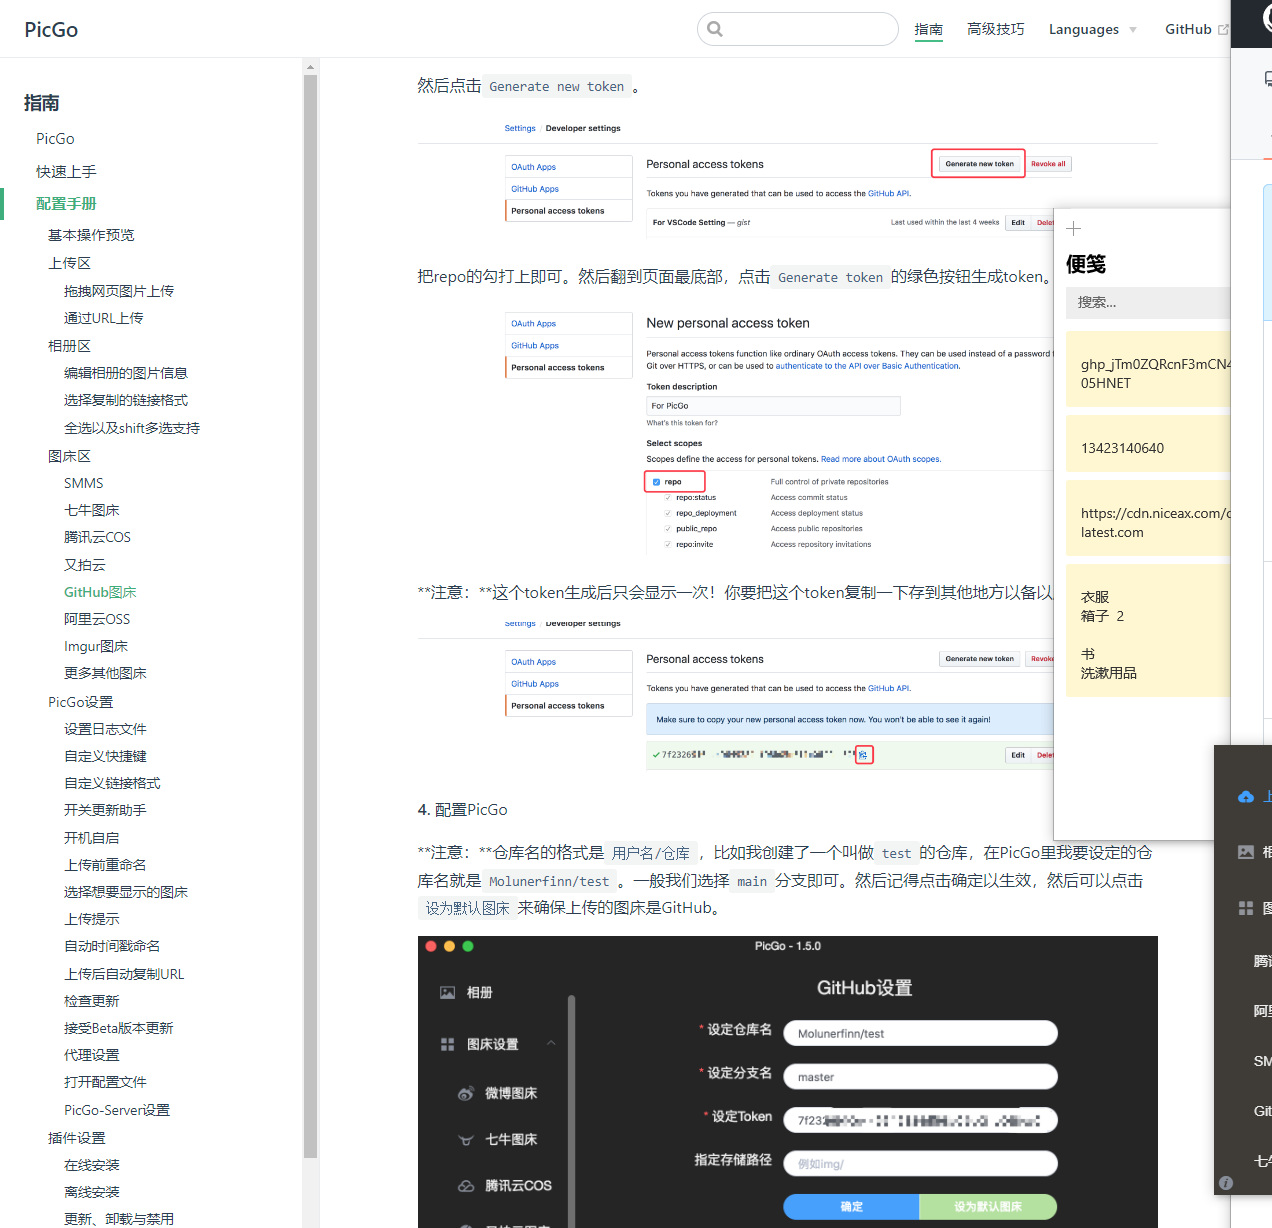 PicGo
指南
高级技巧
Languages
GitHub
指南
PicGo
快速上手
配置手册
基本操作预览
上传区
拖拽网页图片上传
通过URL上传
相册区
编辑相册的图片信息
选择复制的链接格式
全选以及shift多选支持
图床区
SMMS
七牛图床
腾讯云COS
又拍云
GitHub图床
阿里云OSS
Imgur图床
更多其他图床
PicGo设置
设置日志文件
自定义快捷键
自定义链接格式
开关更新助手
开机自启
上传前重命名
选择想要显示的图床
上传提示
自动时间戳命名
上传后自动复制URL
检查更新
接受Beta版本更新
代理设置
打开配置文件
PicGo-Server设置
插件设置
在线安装
离线安装
更新、卸载与禁用
然后点击 Generate new token 。
Settings / Developer settings
OAuth Apps
GitHub Apps
Personal access tokens
Personal access tokens
Generate new token
Revoke all
Tokens you have generated that can be used to access the GitHub API.
For VSCode Setting — gist
Last used within the last 4 weeks
Edit
Delet
把repo的勾打上即可。然后翻到页面最底部，点击 Generate token 的绿色按钮生成token。
OAuth Apps
GitHub Apps
Personal access tokens
New personal access token
Personal access tokens function like ordinary OAuth access tokens. They can be used instead of a password f
Git over HTTPS, or can be used to authenticate to the API over Basic Authentication.
Token description
For PicGo
What's this token for?
Select scopes
Scopes define the access for personal tokens. Read more about OAuth scopes.
repo Full control of private repositories
repo:status Access commit status
repo_deployment Access deployment status
public_repo Access public repositories
repo:invite Access repository invitations
**注意：**这个token生成后只会显示一次！你要把这个token复制一下存到其他地方以备以
Settings / Developer settings
OAuth Apps
GitHub Apps
Personal access tokens
Personal access tokens
Generate new token
Revoke
Tokens you have generated that can be used to access the GitHub API.
Make sure to copy your new personal access token now. You won't be able to see it again!
7f2326
Edit
Delet
4. 配置PicGo
**注意：**仓库名的格式是 用户名/仓库 ，比如我创建了一个叫做 test 的仓库，在PicGo里我要设定的仓
库名就是 Molunerfinn/test 。一般我们选择 main 分支即可。然后记得点击确定以生效，然后可以点击
设为默认图床 来确保上传的图床是GitHub。
PicGo - 1.5.0
相册
图床设置
微博图床
七牛图床
腾讯云COS
GitHub设置
* 设定仓库名 Molunerfinn/test
* 设定分支名 master
* 设定Token 7f232
指定存储路径 例如img/
确定
设为默认图床
便笺
搜索...
ghp_jTm0ZQRcnF3mCN4
05HNET
13423140640
https://cdn.niceax.com/
latest.com
衣服
箱子 2
书
洗漱用品
上
相
图
腾
阿
SM
Git
七